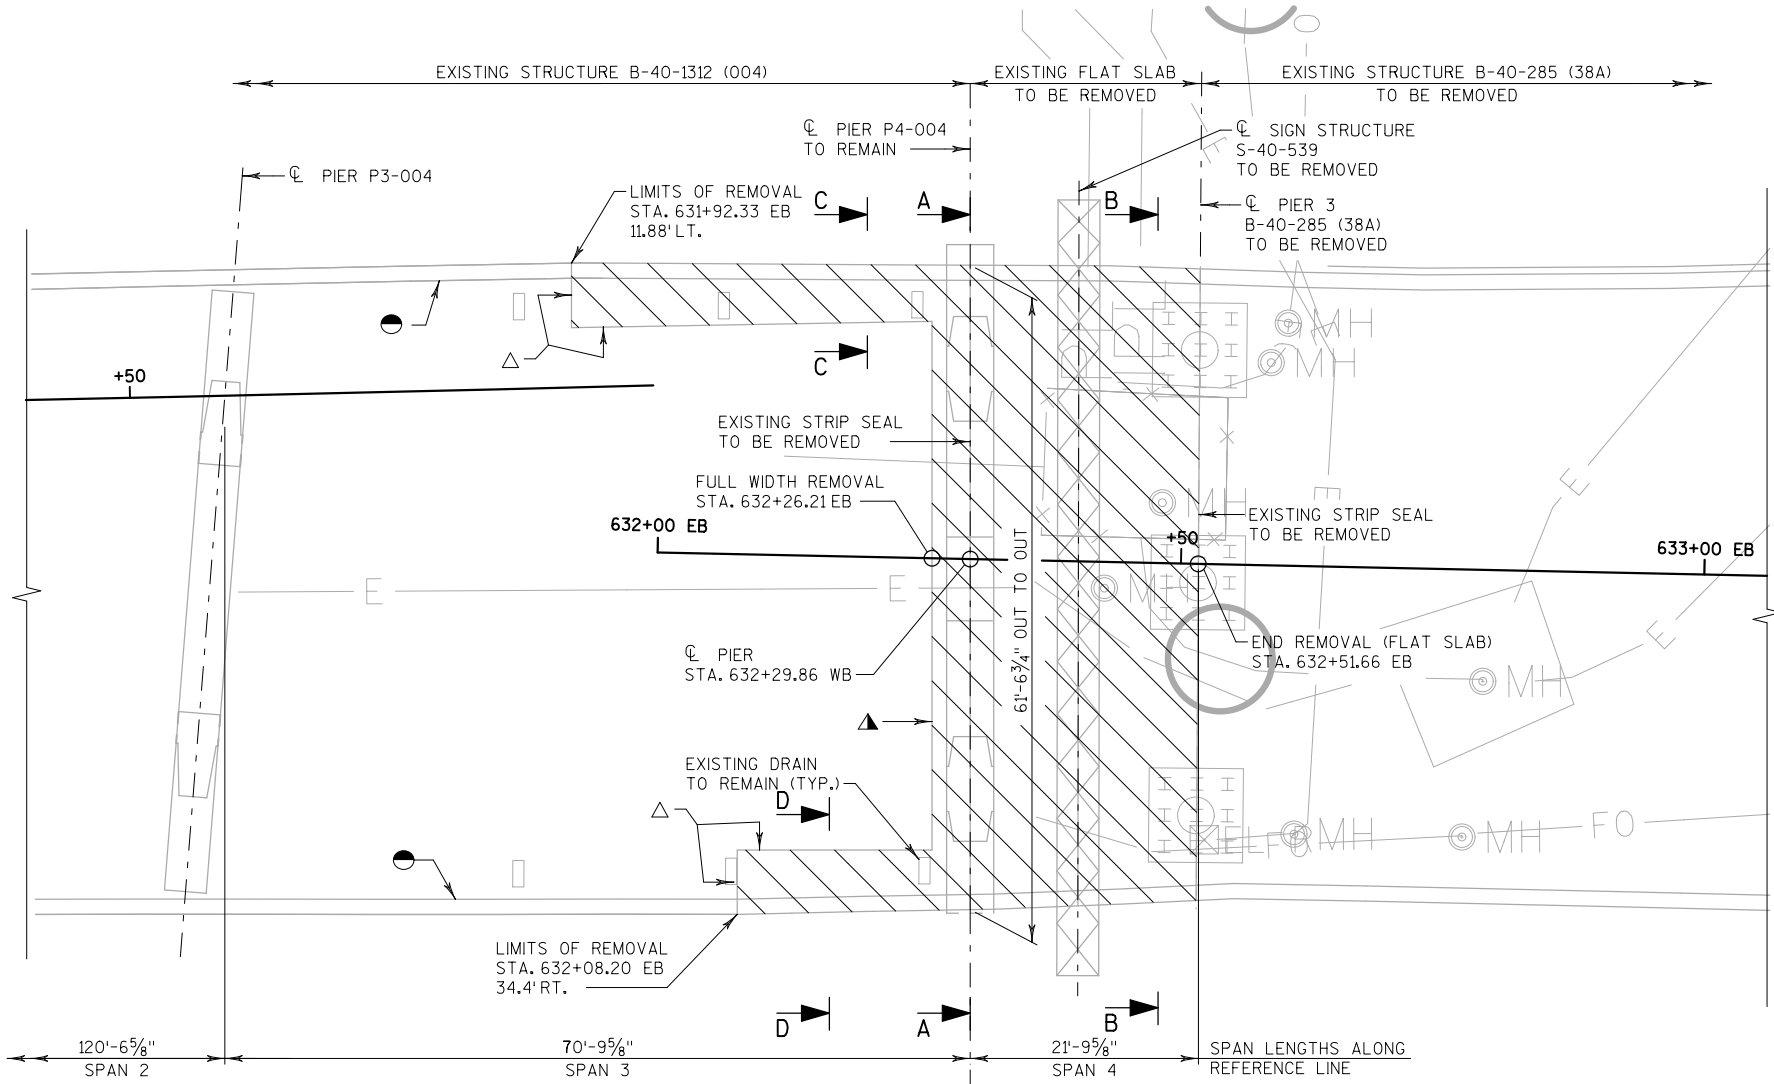 EXISTING STRUCTURE B-40-1312 (004)
EXISTING FLAT SLAB
TO BE REMOVED
EXISTING STRUCTURE B-40-285 (38A)
TO BE REMOVED
℄ PIER P4-004
TO REMAIN
℄ SIGN STRUCTURE
S-40-539
TO BE REMOVED
℄ PIER P3-004
LIMITS OF REMOVAL
STA. 631+92.33 EB
11.88' LT.
C
A
B
℄ PIER 3
B-40-285 (38A)
TO BE REMOVED
MH
MH
C
+50
EXISTING STRIP SEAL
TO BE REMOVED
FULL WIDTH REMOVAL
STA. 632+26.21 EB
632+00 EB
MH
E
E
EXISTING STRIP SEAL
TO BE REMOVED
+50
633+00 EB
E
E
MH
61'-6¾" OUT TO OUT
END REMOVAL (FLAT SLAB)
STA. 632+51.66 EB
E
℄ PIER
STA. 632+29.86 WB
MH
EXISTING DRAIN
TO REMAIN (TYP.)
D
MH
MH
FO
LIMITS OF REMOVAL
STA. 632+08.20 EB
34.4' RT.
D
A
B
120'-6⅝"
SPAN 2
70'-9⅝"
SPAN 3
21'-9⅝"
SPAN 4
SPAN LENGTHS ALONG
REFERENCE LINE